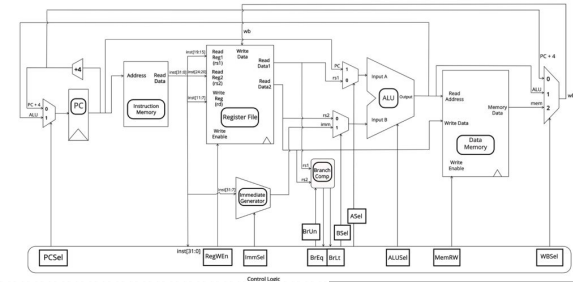 wb
PC + 4
+4
Address
Read
Data
Instruction
Memory
inst[31:0]
inst[19:15]
inst[24:20]
inst[11:7]
Read
Reg1
(rs1)
Read
Reg2
(rs2)
Write
Reg
(rd)
Write
Enable
Write
Data
Read
Data1
Read
Data2
Register File
PC
rs1
1
0
Input A
Input B
ALU
Output
rs2
imm
0
1
PC + 4
ALU
0
1
PC
Read
Address
Write Data
Write
Enable
Memory
Data
Data
Memory
ALU
mem
0
1
2
wb
inst[31:7]
Immediate
Generator
rs1
rs2
Branch
Comp
BrUn
BSel
ASel
inst[31:0]
PCSel
RegWEn
ImmSel
BrEq
BrLt
ALUSel
MemRW
WBSel
Control Logic